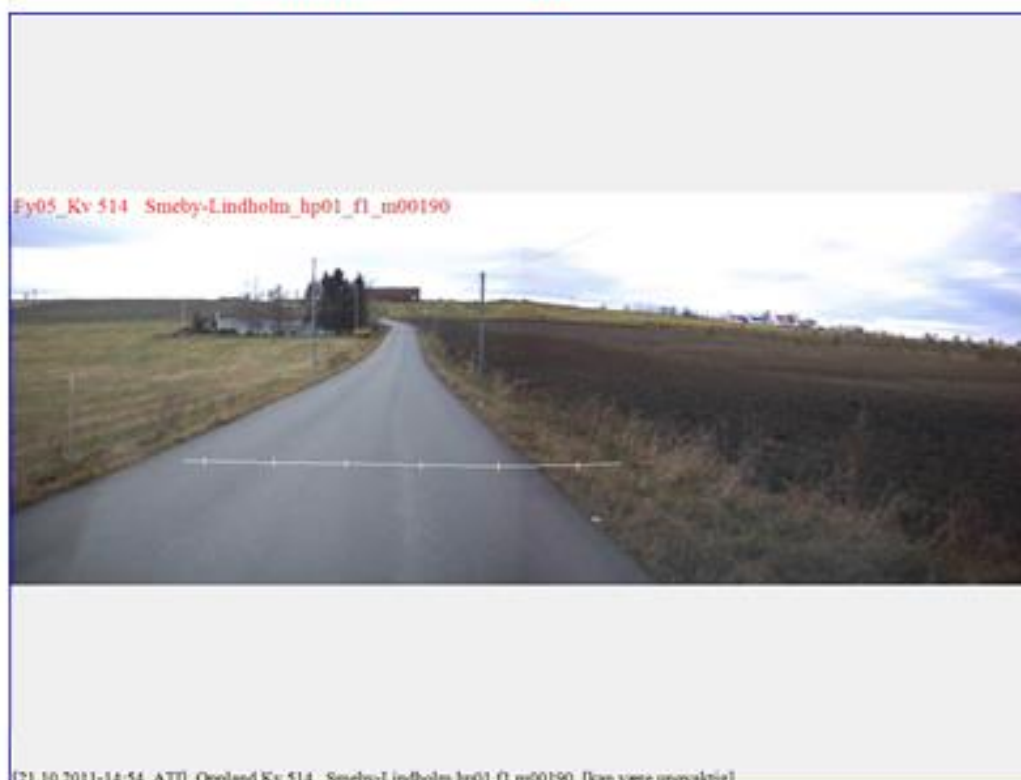 Fy05_Kv 514 Smeby-Lindholm_hp01_f1_m00190
[21.10.2011-14:54, ATT], Oppland Kv 514 Smeby-Lindholm hp01 f1 m00190, [kan være unøyaktig]